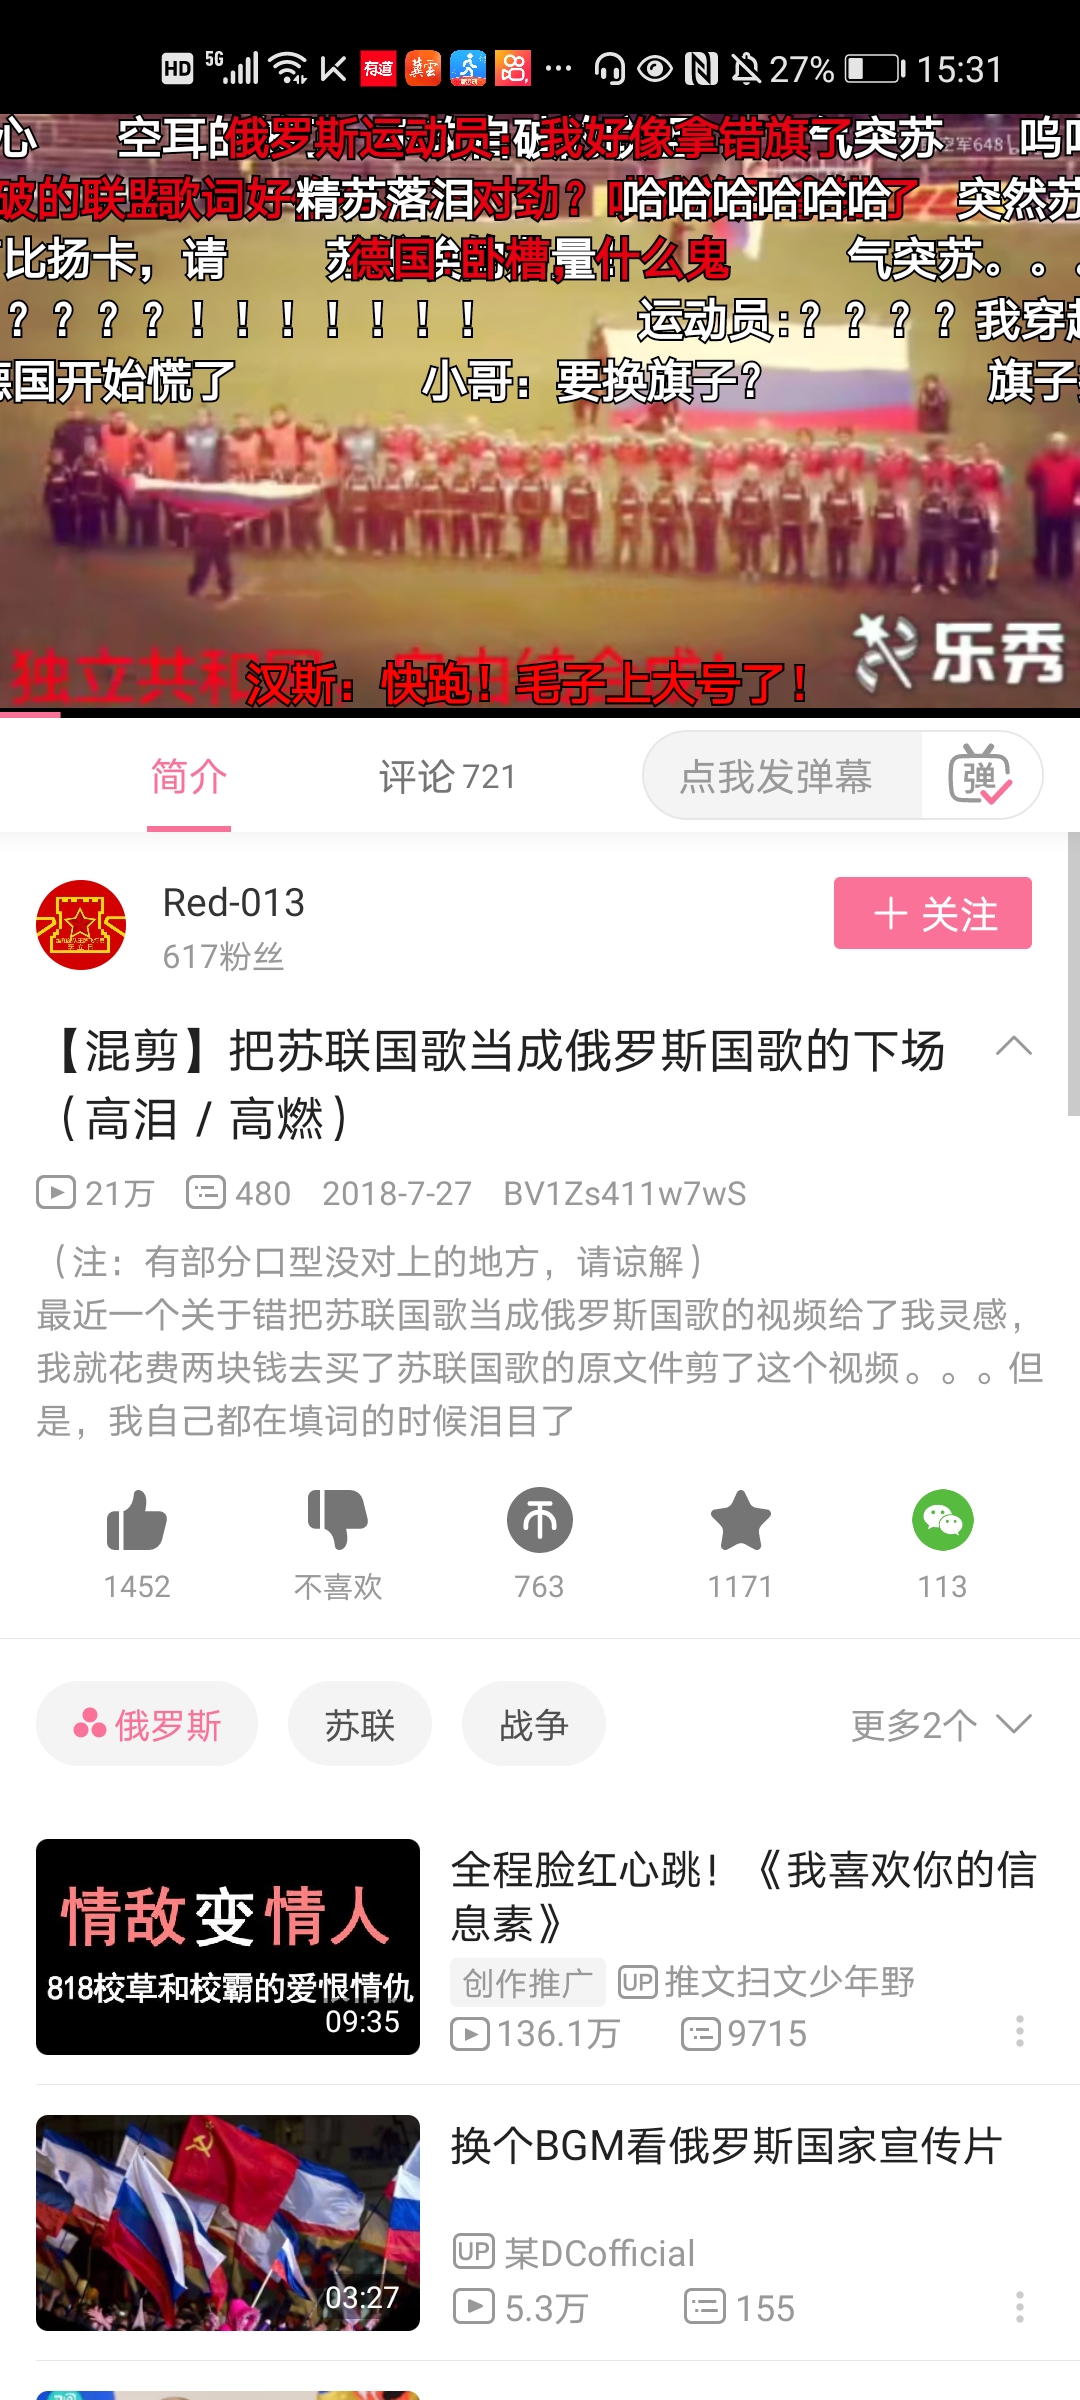 HD 5G 有道 27% 15:31
心 空耳的 俄罗斯运动员：我好像拿错旗了 气突苏
破的联盟歌词好 精苏落泪 对劲？ 哈哈哈哈哈哈 了 突然苏
比扬卡，请 德国：卧槽，什么鬼 量 气突苏。。。
？？？？！！！！！！！ 运动员：？？？？ 我穿越
德国开始慌了 小哥：要换旗子？ 旗子
独立共和国
汉斯：快跑！毛子上大号了！
乐秀
简介 评论 721 点我发弹幕 弹
Red-013
617粉丝
＋ 关注
【混剪】把苏联国歌当成俄罗斯国歌的下场
（高泪 / 高燃）
21万 480 2018-7-27 BV1Zs411w7wS
（注：有部分口型没对上的地方，请谅解）
最近一个关于错把苏联国歌当成俄罗斯国歌的视频给了我灵感，
我就花费两块钱去买了苏联国歌的原文件剪了这个视频。。。但
是，我自己都在填词的时候泪目了
1452 不喜欢 763 1171 113
俄罗斯 苏联 战争 更多2个
情敌变情人
818校草和校霸的爱恨情仇
09:35
全程脸红心跳！《我喜欢你的信
息素》
创作推广 UP 推文扫文少年野
136.1万 9715
03:27
换个BGM看俄罗斯国家宣传片
UP 某DCofficial
5.3万 155